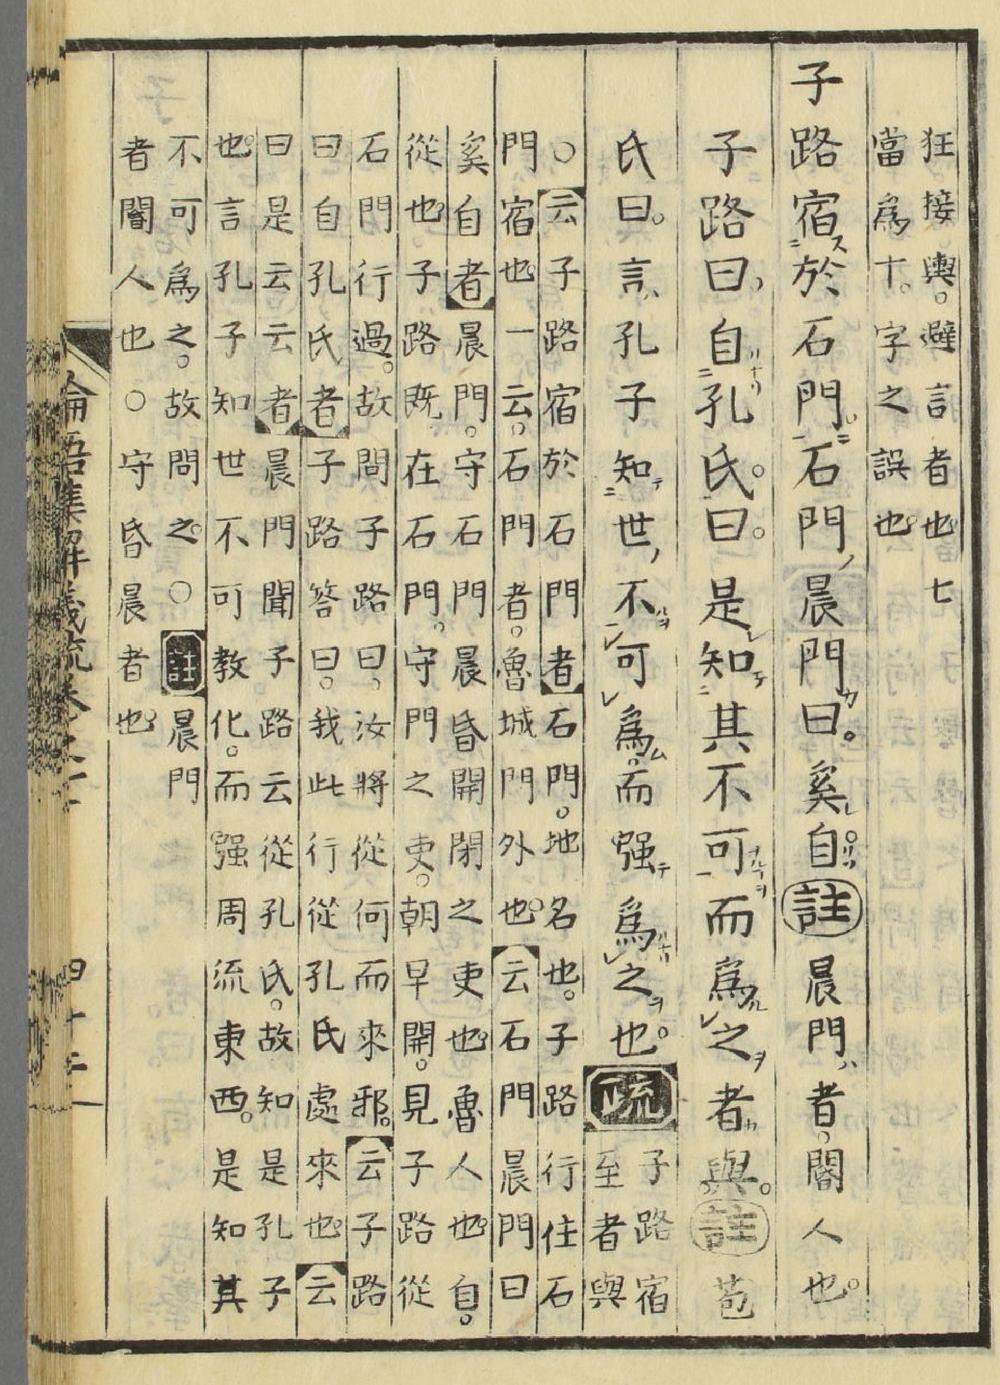 狂接輿避言者也七
當爲十字之誤也
子路宿於石門石門晨門曰奚自註晨門者閽人也
子路曰自孔氏曰是知其不可而爲之者與註苞
氏曰言孔子知世不可爲而强爲之也疏子路宿
至者與
○云子路宿於石門者石門地名也子路行住石
門宿也一云石門者魯城門外也云石門晨門曰
奚自者晨門守石門晨昏開閉之吏也魯人也自
從也子路既在石門守門之吏朝早開見子路從
石門行過故問子路曰汝將從何而來邪云子路
曰自孔氏者子路答曰我此行從孔氏處來也云
曰是云云者晨門聞子路云從孔氏故知是孔子
也言孔子知世不可教化而强周流東西是知其
不可爲之故問之○註晨門
者閽人也○守昏晨者也
論語集解義疏卷之七